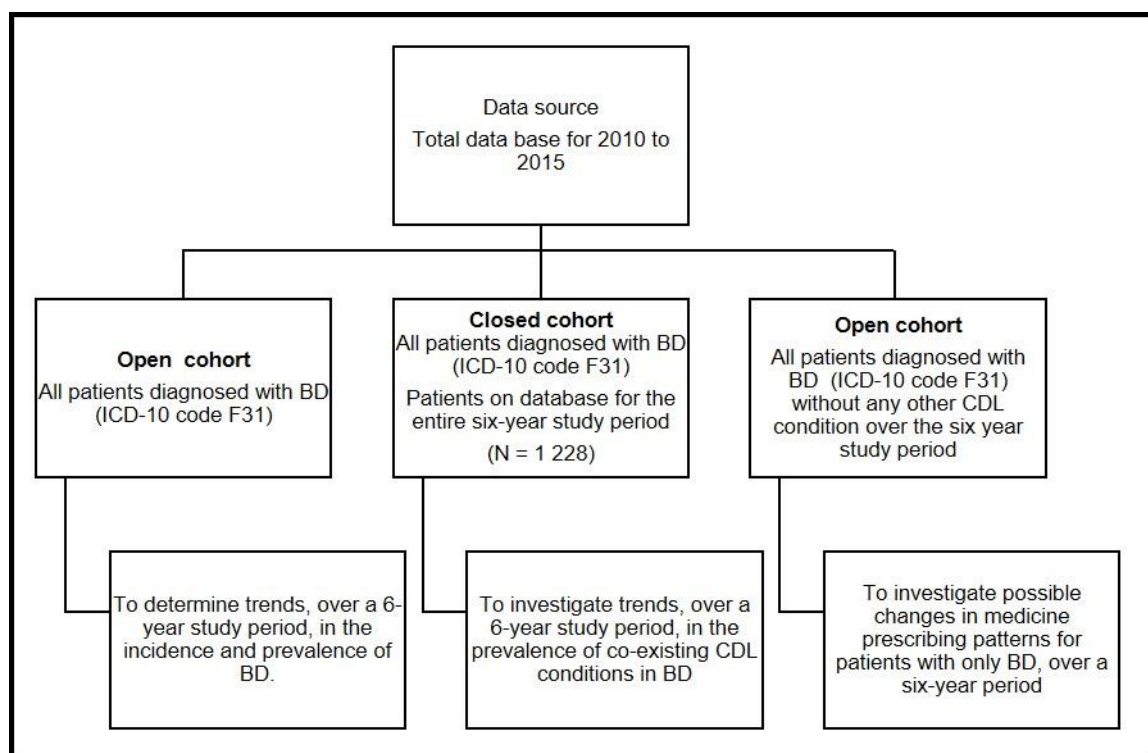 Data source
Total data base for 2010 to
2015
Open cohort
All patients diagnosed with BD
(ICD-10 code F31)
Closed cohort
All patients diagnosed with BD
(ICD-10 code F31)
Patients on database for the
entire six-year study period
(N = 1 228)
Open cohort
All patients diagnosed with
BD (ICD-10 code F31)
without any other CDL
condition over the six year
study period
To determine trends, over a 6-
year study period, in the
incidence and prevalence of
BD.
To investigate trends, over a
6-year study period, in the
prevalence of co-existing CDL
conditions in BD
To investigate possible
changes in medicine
prescribing patterns for
patients with only BD, over a
six-year period